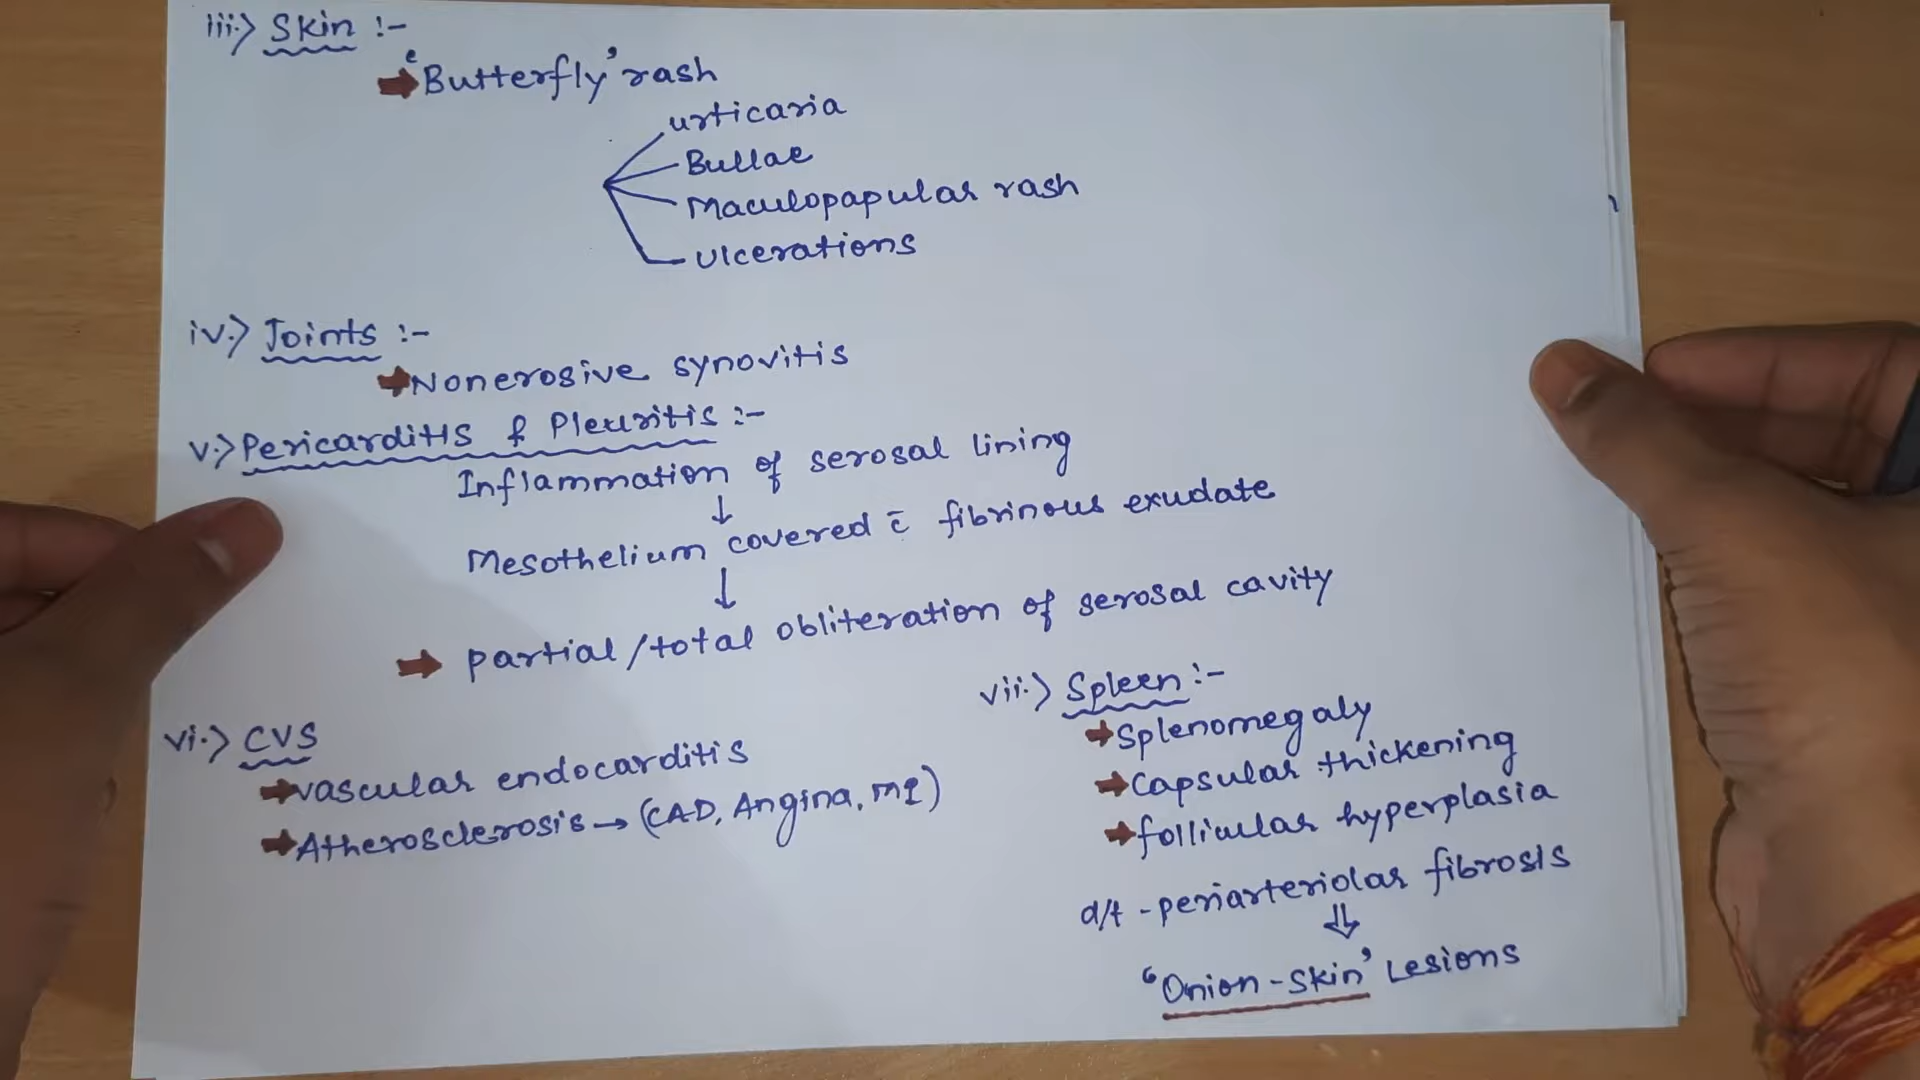 iii.) Skin :-
→ ‘Butterfly’ rash
urticaria
Bullae
Maculopapular rash
Ulcerations
iv.) Joints :-
→ Nonerosive synovitis
v.) Pericarditis & Pleuritis :-
Inflammation of serosal lining
↓
Mesothelium covered c̄ fibrinous exudate
↓
→ partial/total obliteration of serosal cavity
vi.) CVS
→ vascular endocarditis
→ Atherosclerosis → (CAD, Angina, MI)
vii.) Spleen :-
→ Splenomegaly
→ Capsular thickening
→ follicular hyperplasia
d/t - periarteriolar fibrosis
⇓
‘Onion-Skin’ Lesions